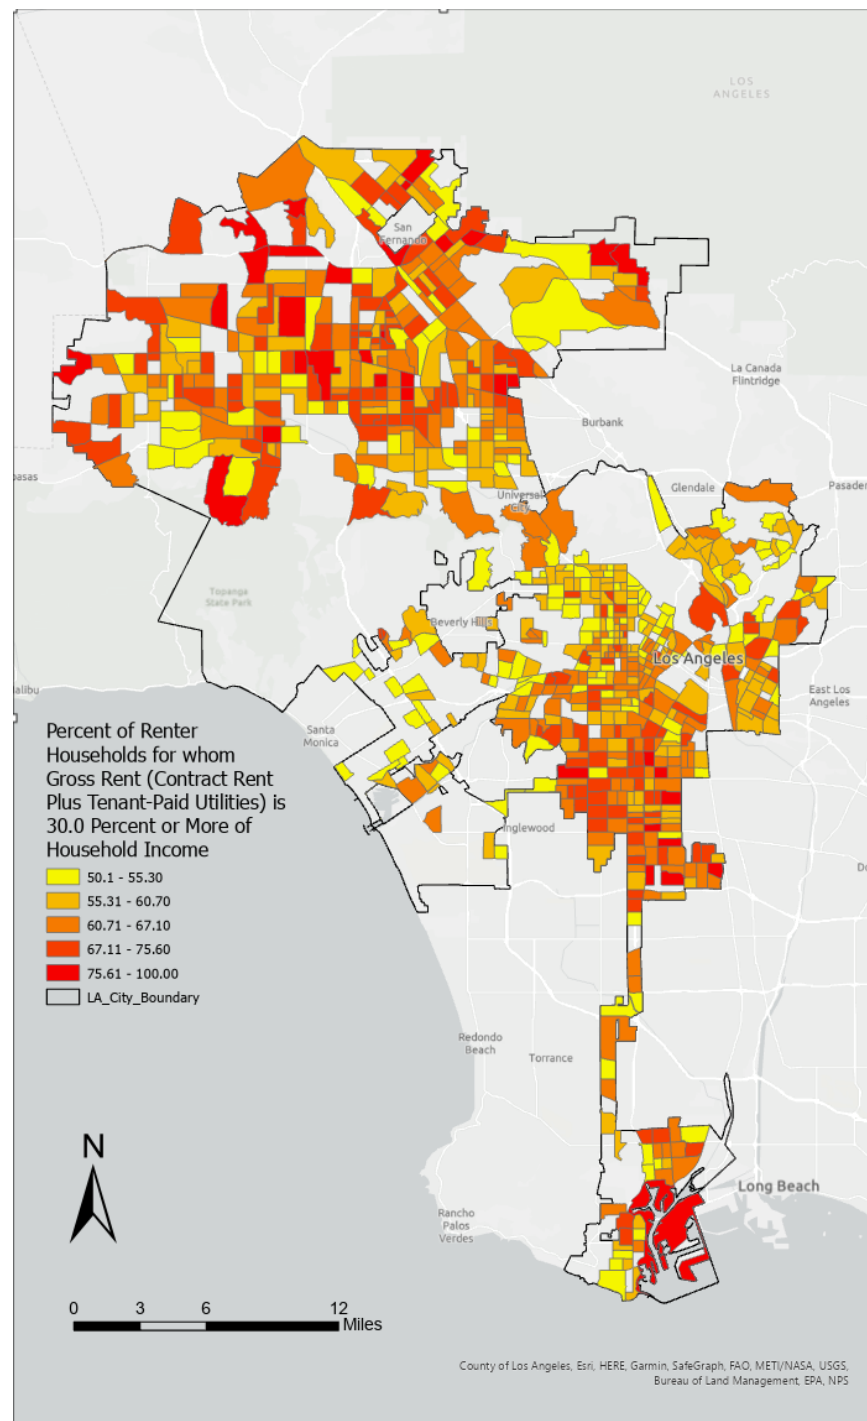 LOS
ANGELES
San
Fernando
La Canada
Flintridge
Burbank
Glendale
Pasaden
basas
Universal
City
Topanga
State Park
Beverly Hills
Los Angeles
East Los
Angeles
alibu
Santa
Monica
Percent of Renter
Households for whom
Gross Rent (Contract Rent
Plus Tenant-Paid Utilities) is
30.0 Percent or More of
Household Income
50.1 - 55.30
55.31 - 60.70
60.71 - 67.10
67.11 - 75.60
75.61 - 100.00
LA_City_Boundary
Inglewood
Do
Redondo
Beach
Torrance
N
Long Beach
Rancho
Palos
Verdes
0 3 6 12
Miles
County of Los Angeles, Esri, HERE, Garmin, SafeGraph, FAO, METI/NASA, USGS,
Bureau of Land Management, EPA, NPS